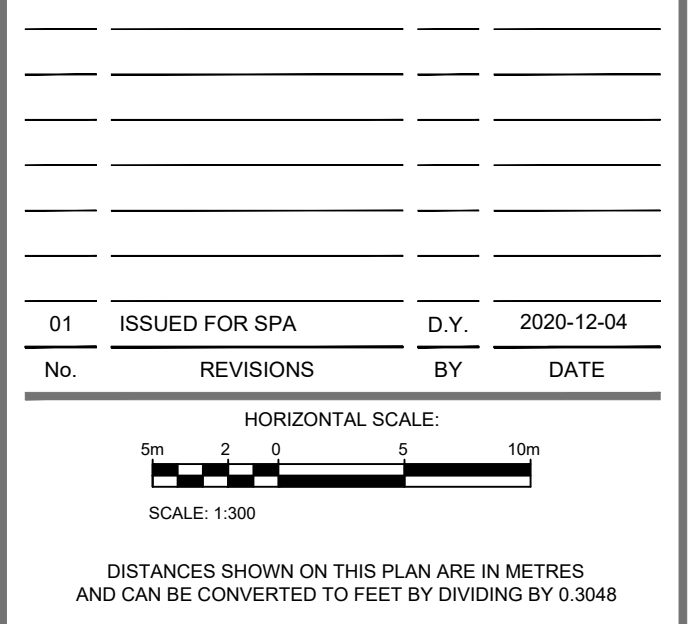 01 ISSUED FOR SPA D.Y. 2020-12-04
No. REVISIONS BY DATE
HORIZONTAL SCALE:
5m 2 0 5 10m
SCALE: 1:300
DISTANCES SHOWN ON THIS PLAN ARE IN METRES
AND CAN BE CONVERTED TO FEET BY DIVIDING BY 0.3048